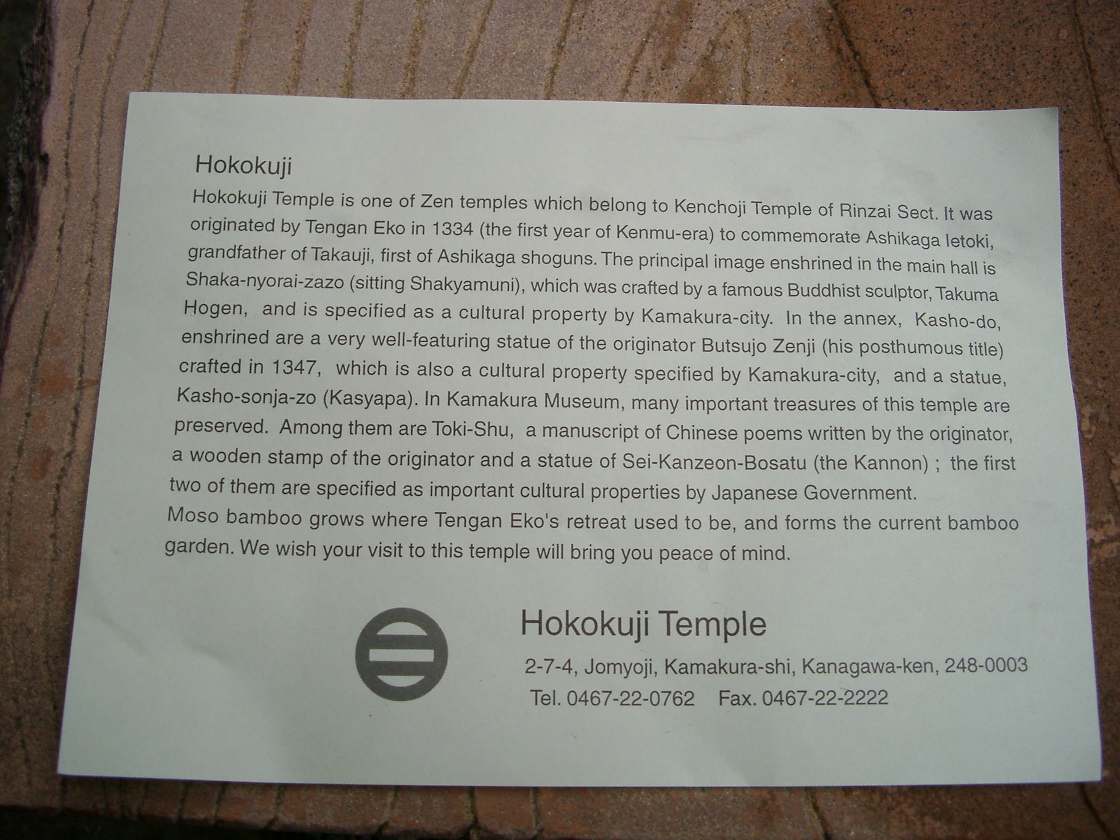 Hokokuji
Hokokuji Temple is one of Zen temples which belong to Kenchoji Temple of Rinzai Sect. It was
originated by Tengan Eko in 1334 (the first year of Kenmu-era) to commemorate Ashikaga Ietoki,
grandfather of Takauji, first of Ashikaga shoguns. The principal image enshrined in the main hall is
Shaka-nyorai-zazo (sitting Shakyamuni), which was crafted by a famous Buddhist sculptor, Takuma
Hogen, and is specified as a cultural property by Kamakura-city. In the annex, Kasho-do,
enshrined are a very well-featuring statue of the originator Butsujo Zenji (his posthumous title)
crafted in 1347, which is also a cultural property specified by Kamakura-city, and a statue,
Kasho-sonja-zo (Kasyapa). In Kamakura Museum, many important treasures of this temple are
preserved. Among them are Toki-Shu, a manuscript of Chinese poems written by the originator,
a wooden stamp of the originator and a statue of Sei-Kanzeon-Bosatu (the Kannon) ; the first
two of them are specified as important cultural properties by Japanese Government.
Moso bamboo grows where Tengan Eko's retreat used to be, and forms the current bamboo
garden. We wish your visit to this temple will bring you peace of mind.
Hokokuji Temple
2-7-4, Jomyoji, Kamakura-shi, Kanagawa-ken, 248-0003
Tel. 0467-22-0762 Fax. 0467-22-2222